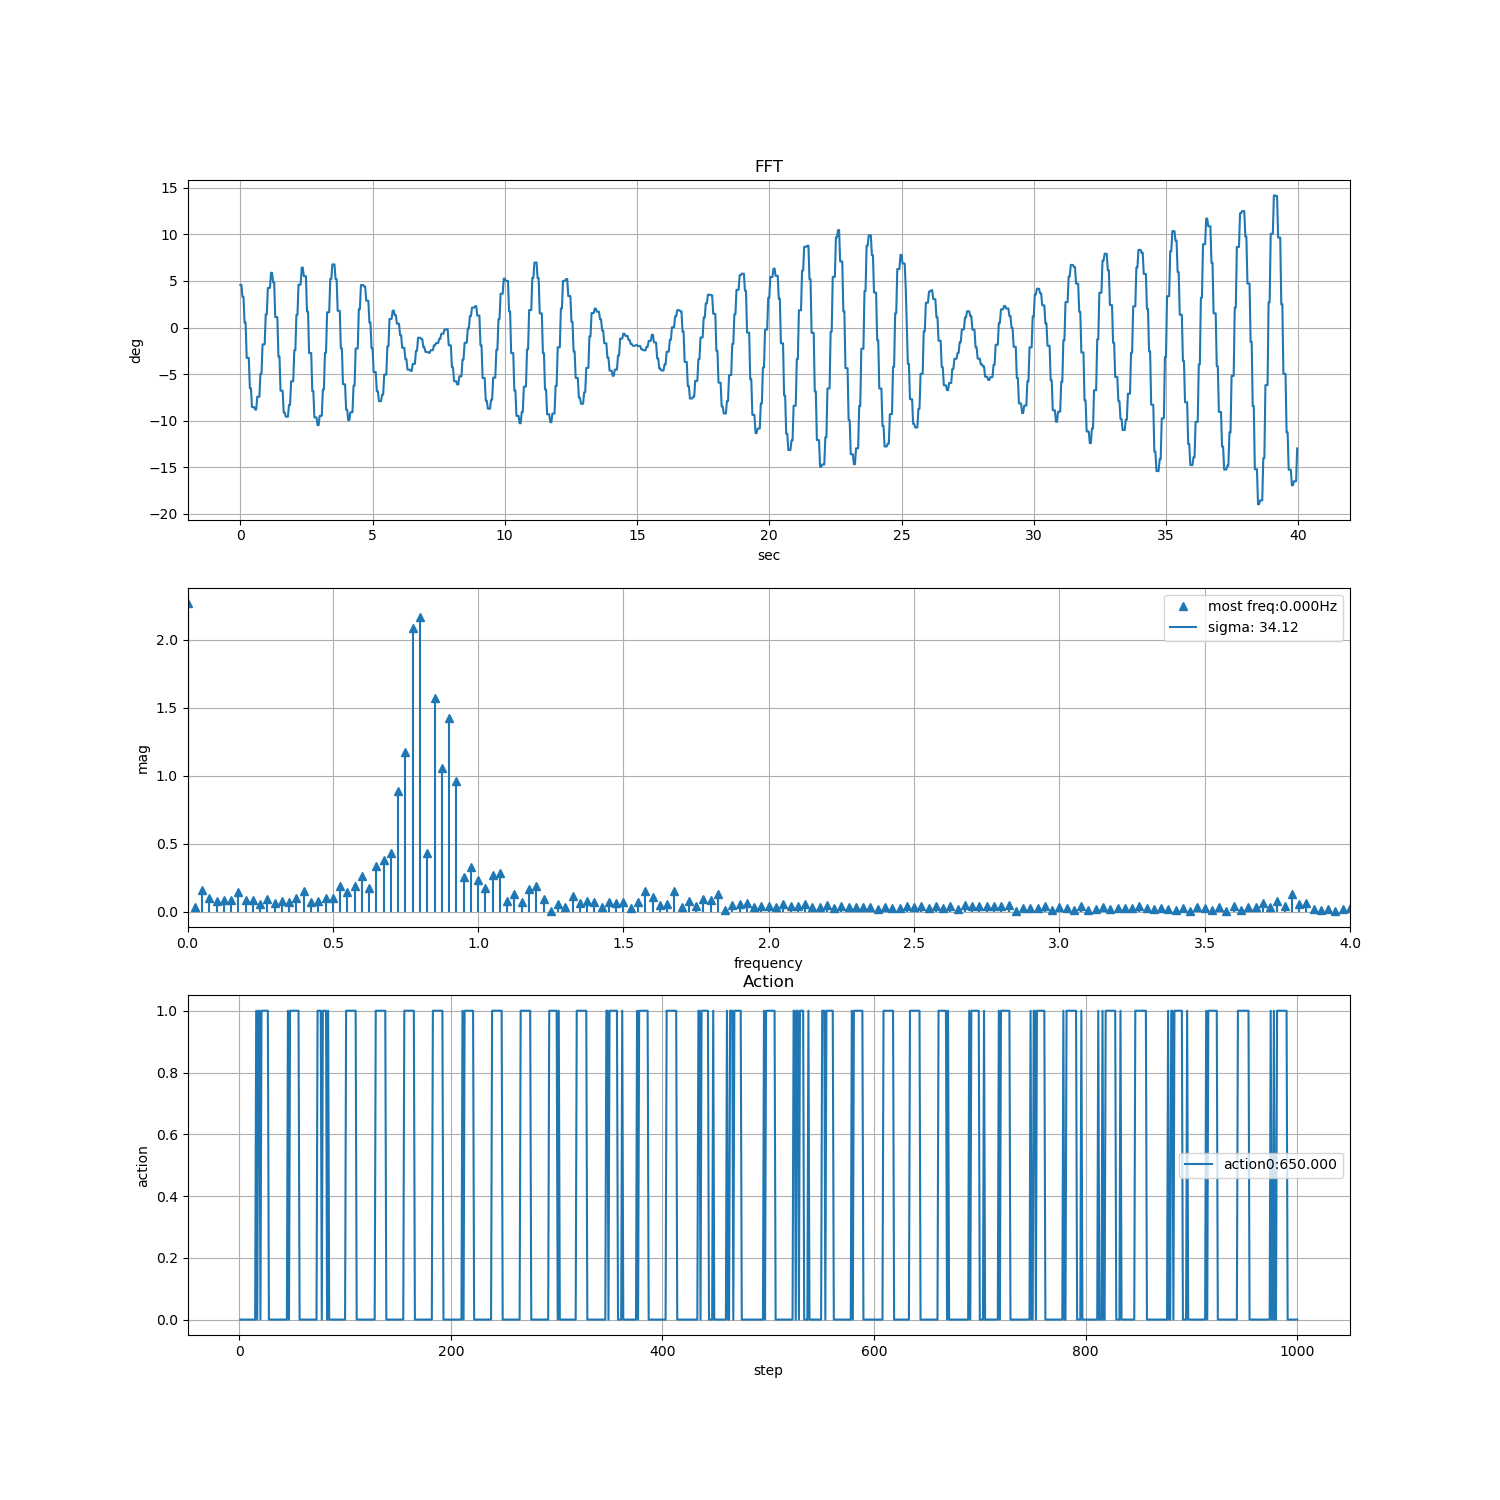 FFT
15
10
5
0
−5
−10
−15
−20
deg
0 5 10 15 20 25 30 35 40
sec
2.0
1.5
1.0
0.5
0.0
mag
most freq:0.000Hz
sigma: 34.12
0.0 0.5 1.0 1.5 2.0 2.5 3.0 3.5 4.0
frequency
Action
1.0
0.8
0.6
0.4
0.2
0.0
action
action0:650.000
0 200 400 600 800 1000
step